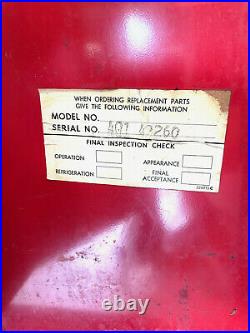 WHEN ORDERING REPLACEMENT PARTS
GIVE THE FOLLOWING INFORMATION
MODEL NO.
SERIAL NO. 42260
FINAL INSPECTION CHECK
OPERATION APPEARANCE
REFRIGERATION FINAL
ACCEPTANCE